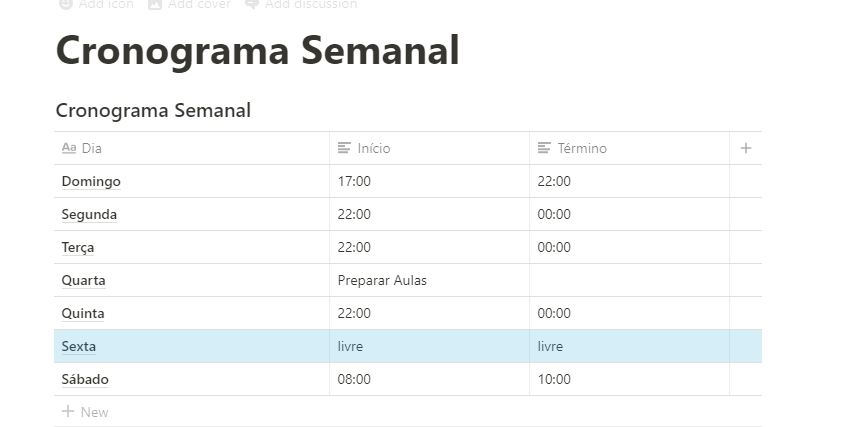 Add icon Add cover Add discussion
Cronograma Semanal
Cronograma Semanal
Aa Dia Início Término +
Domingo 17:00 22:00
Segunda 22:00 00:00
Terça 22:00 00:00
Quarta Preparar Aulas
Quinta 22:00 00:00
Sexta livre livre
Sábado 08:00 10:00
+ New